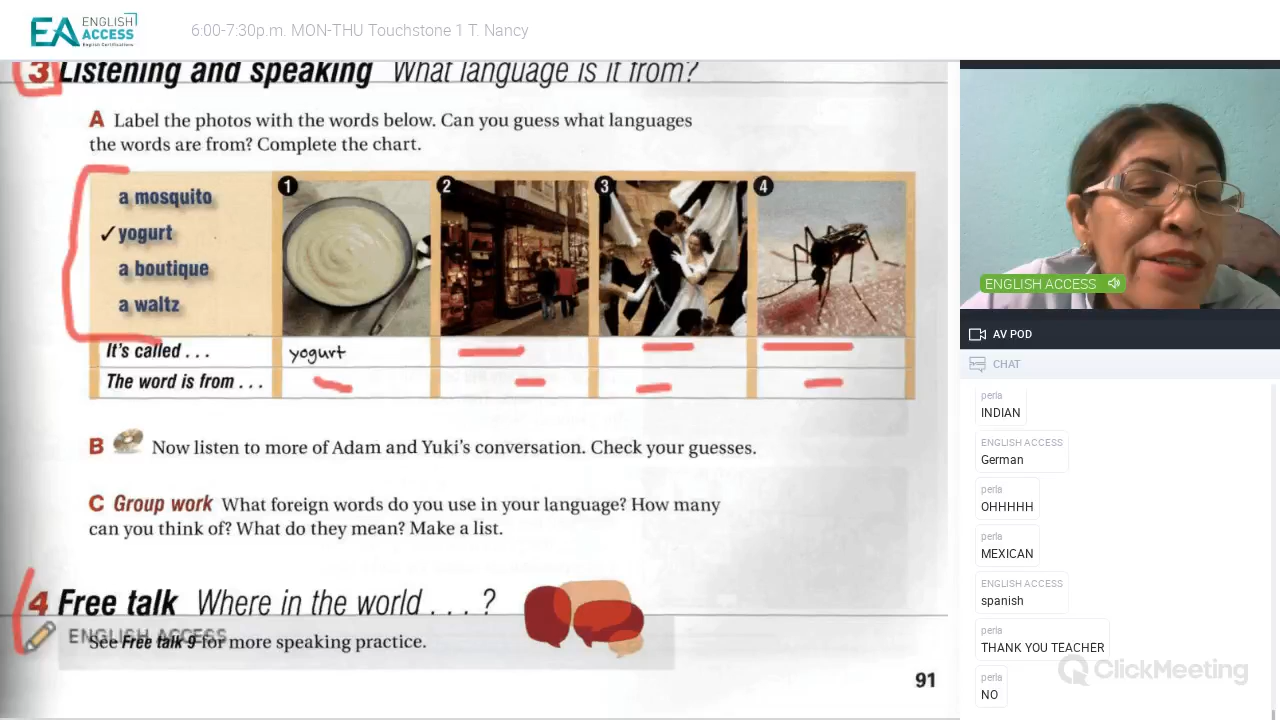 EA ENGLISH ACCESS
English Certifications
6:00-7:30p.m. MON-THU Touchstone 1 T. Nancy
3 Listening and speaking What language is it from?
A Label the photos with the words below. Can you guess what languages
the words are from? Complete the chart.
a mosquito
✓yogurt
a boutique
a waltz
1
2
3
4
It's called . . .
yogurt
The word is from . . .
B Now listen to more of Adam and Yuki's conversation. Check your guesses.
C Group work What foreign words do you use in your language? How many
can you think of? What do they mean? Make a list.
4 Free talk Where in the world . . . ?
ENGLISH ACCESS
See Free talk 9 for more speaking practice.
91
ENGLISH ACCESS
AV POD
CHAT
perla
INDIAN
ENGLISH ACCESS
German
perla
OHHHHH
perla
MEXICAN
ENGLISH ACCESS
spanish
perla
THANK YOU TEACHER
perla
NO
ClickMeeting